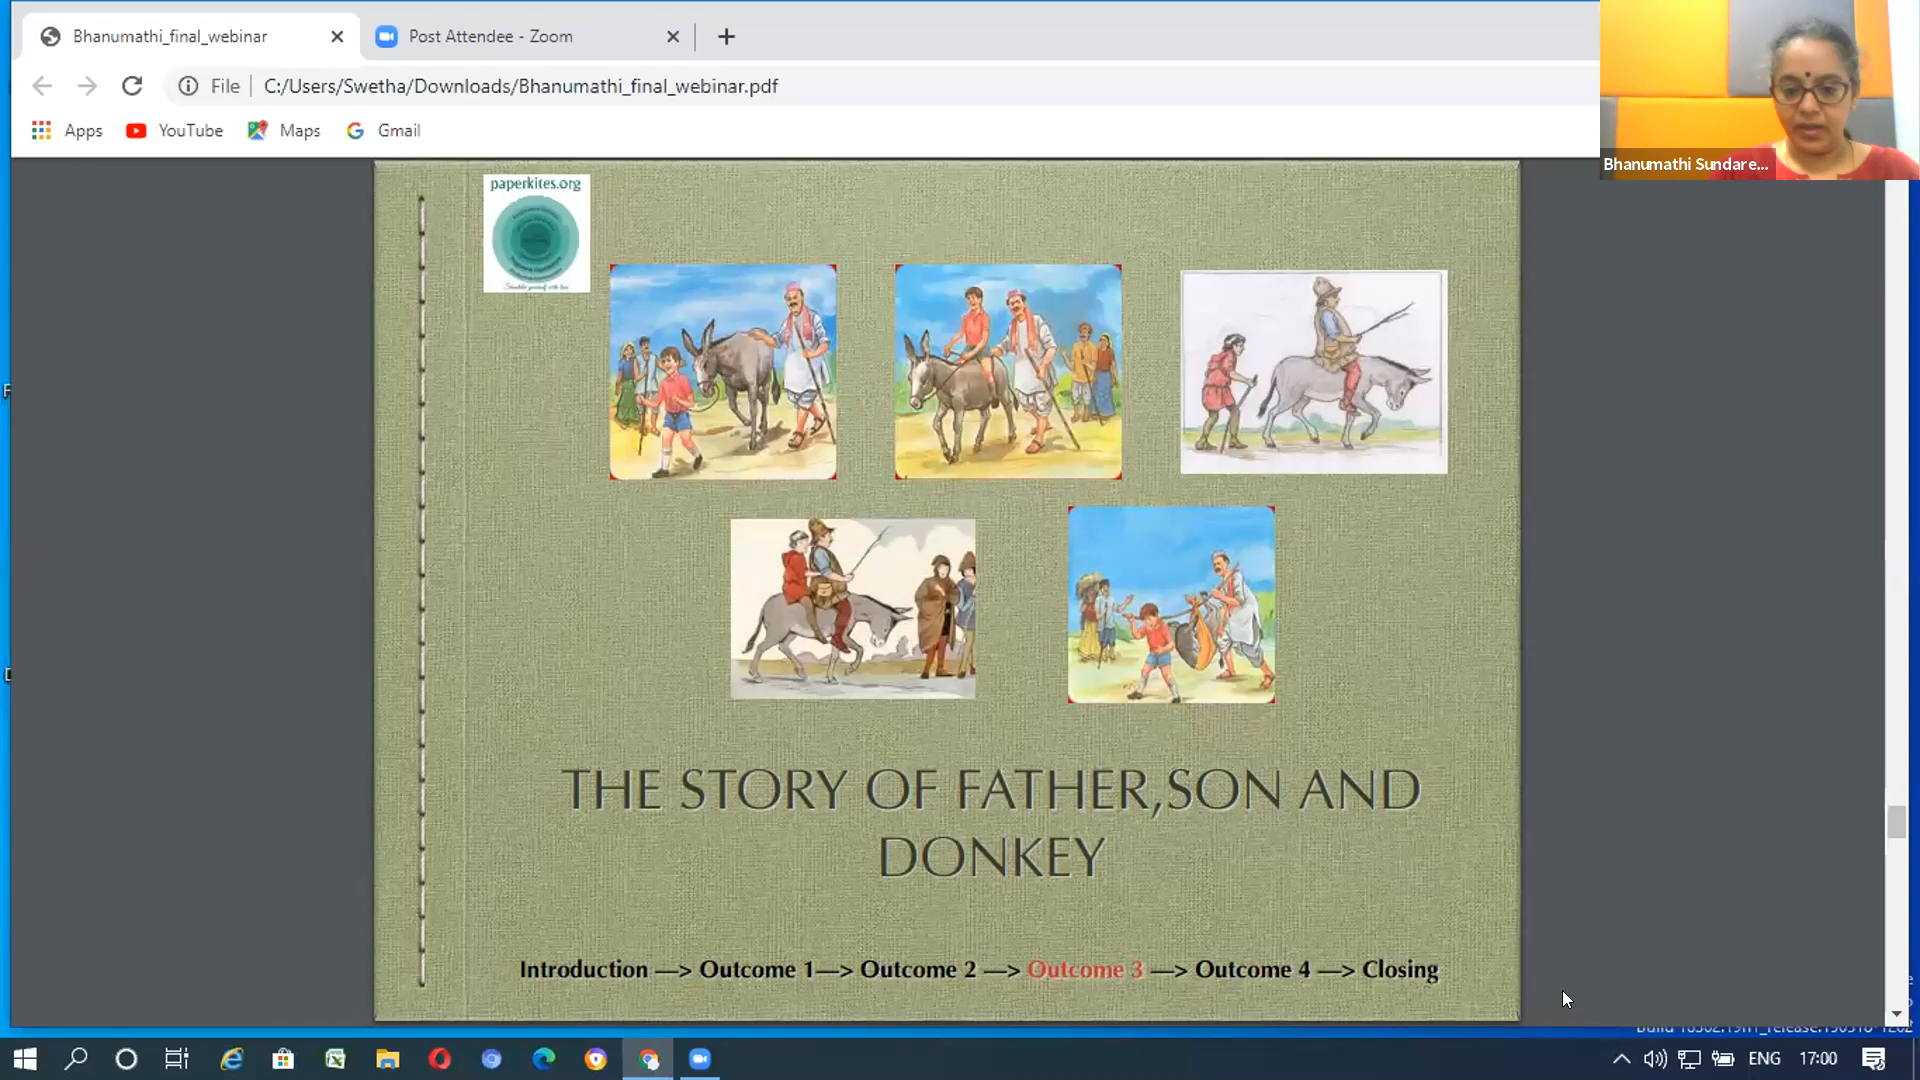 Bhanumathi_final_webinar
Post Attendee - Zoom
File
C:/Users/Swetha/Downloads/Bhanumathi_final_webinar.pdf
Apps
YouTube
Maps
Gmail
Bhanumathi Sundare...
paperkites.org
THE STORY OF FATHER,SON AND
DONKEY
Introduction —> Outcome 1—> Outcome 2 —> Outcome 3 —> Outcome 4 —> Closing
ENG
17:00